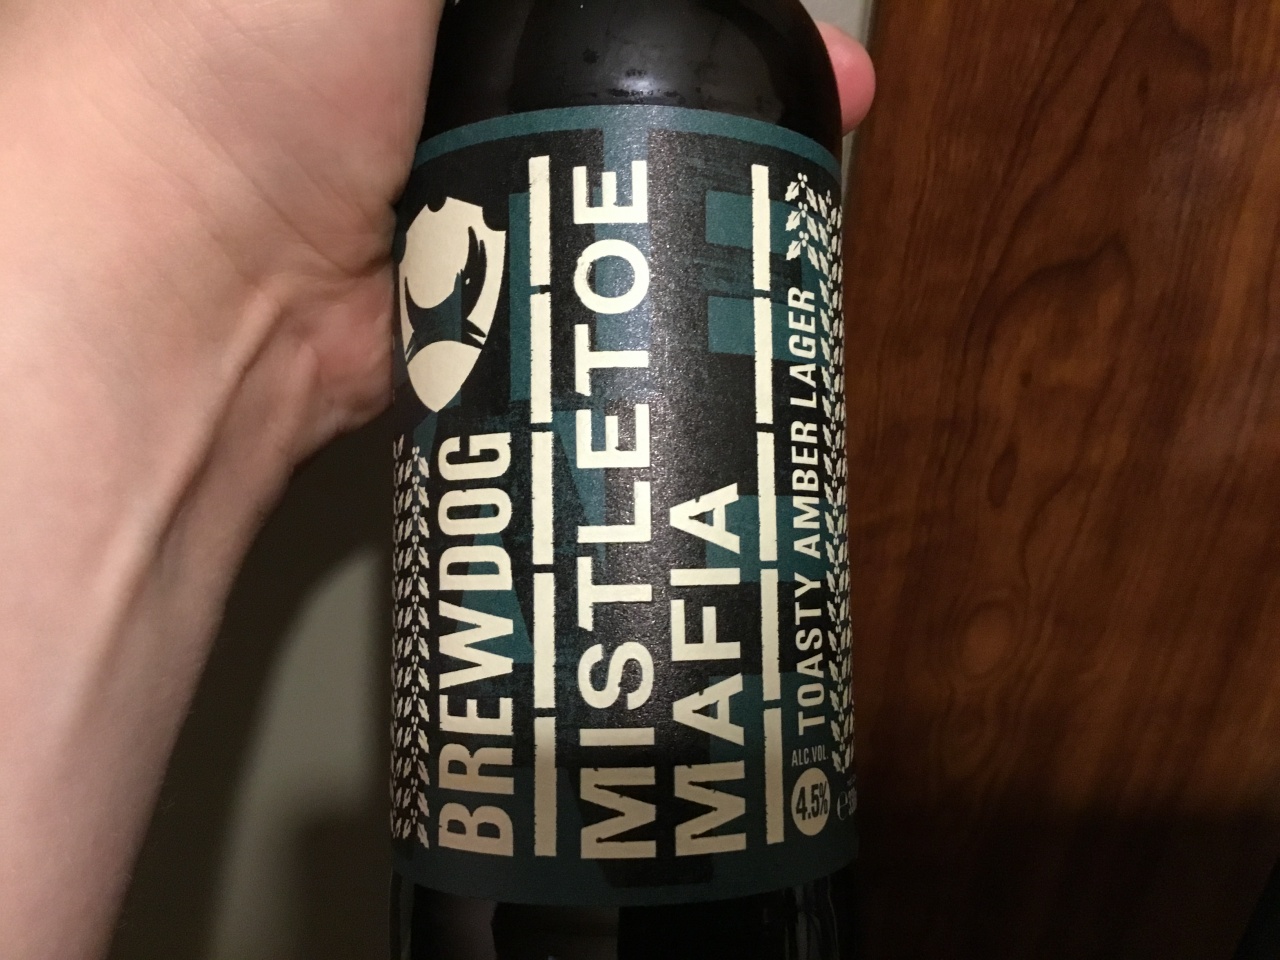 BREWDOG
MISTLETOE
MAFIA
TOASTY AMBER LAGER
ALC.VOL.
4.5%